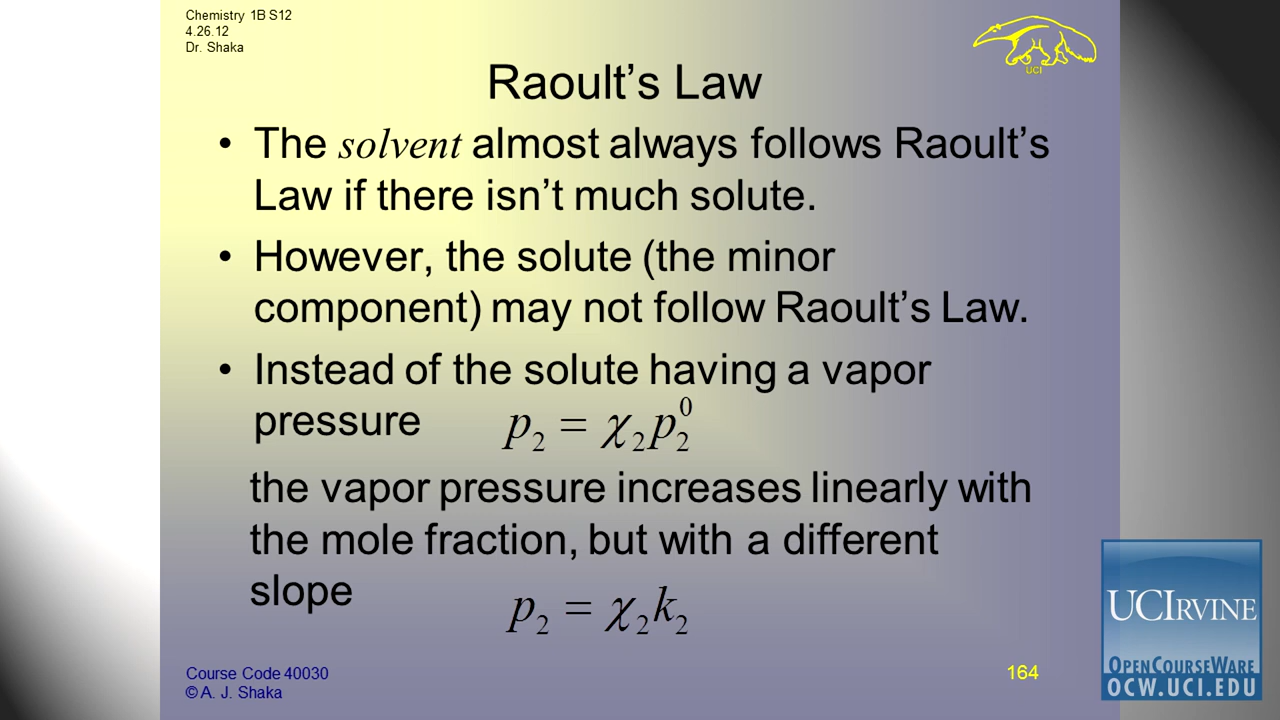 Chemistry 1B S12
4.26.12
Dr. Shaka
UCI
Raoult’s Law
• The solvent almost always follows Raoult’s
Law if there isn’t much solute.
• However, the solute (the minor
component) may not follow Raoult’s Law.
• Instead of the solute having a vapor
pressure p₂ = χ₂p₂⁰
the vapor pressure increases linearly with
the mole fraction, but with a different
slope p₂ = χ₂k₂
Course Code 40030
© A. J. Shaka
164
UCIRVINE
OPENCOURSEWARE
OCW.UCI.EDU